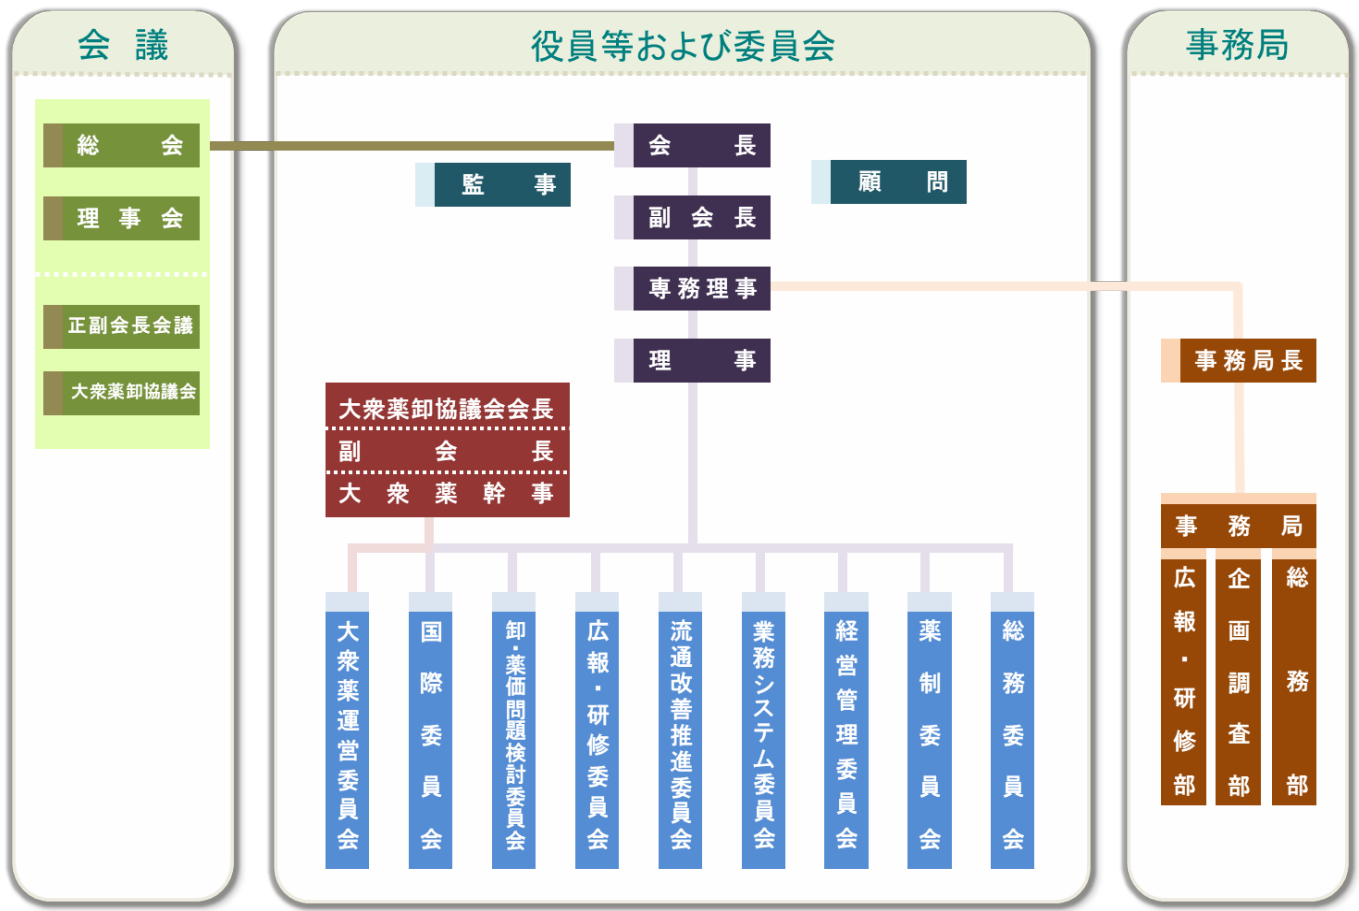 会議
総会
理事会
正副会長会議
大衆薬卸協議会
役員等および委員会
会長
監事
顧問
副会長
専務理事
理事
大衆薬卸協議会会長
副会長
大衆薬幹事
大衆薬運営委員会
国際委員会
卸・薬価問題検討委員会
広報・研修委員会
流通改善推進委員会
業務システム委員会
経営管理委員会
薬制委員会
総務委員会
事務局
事務局長
事務局
広報・研修部
企画調査部
総務部